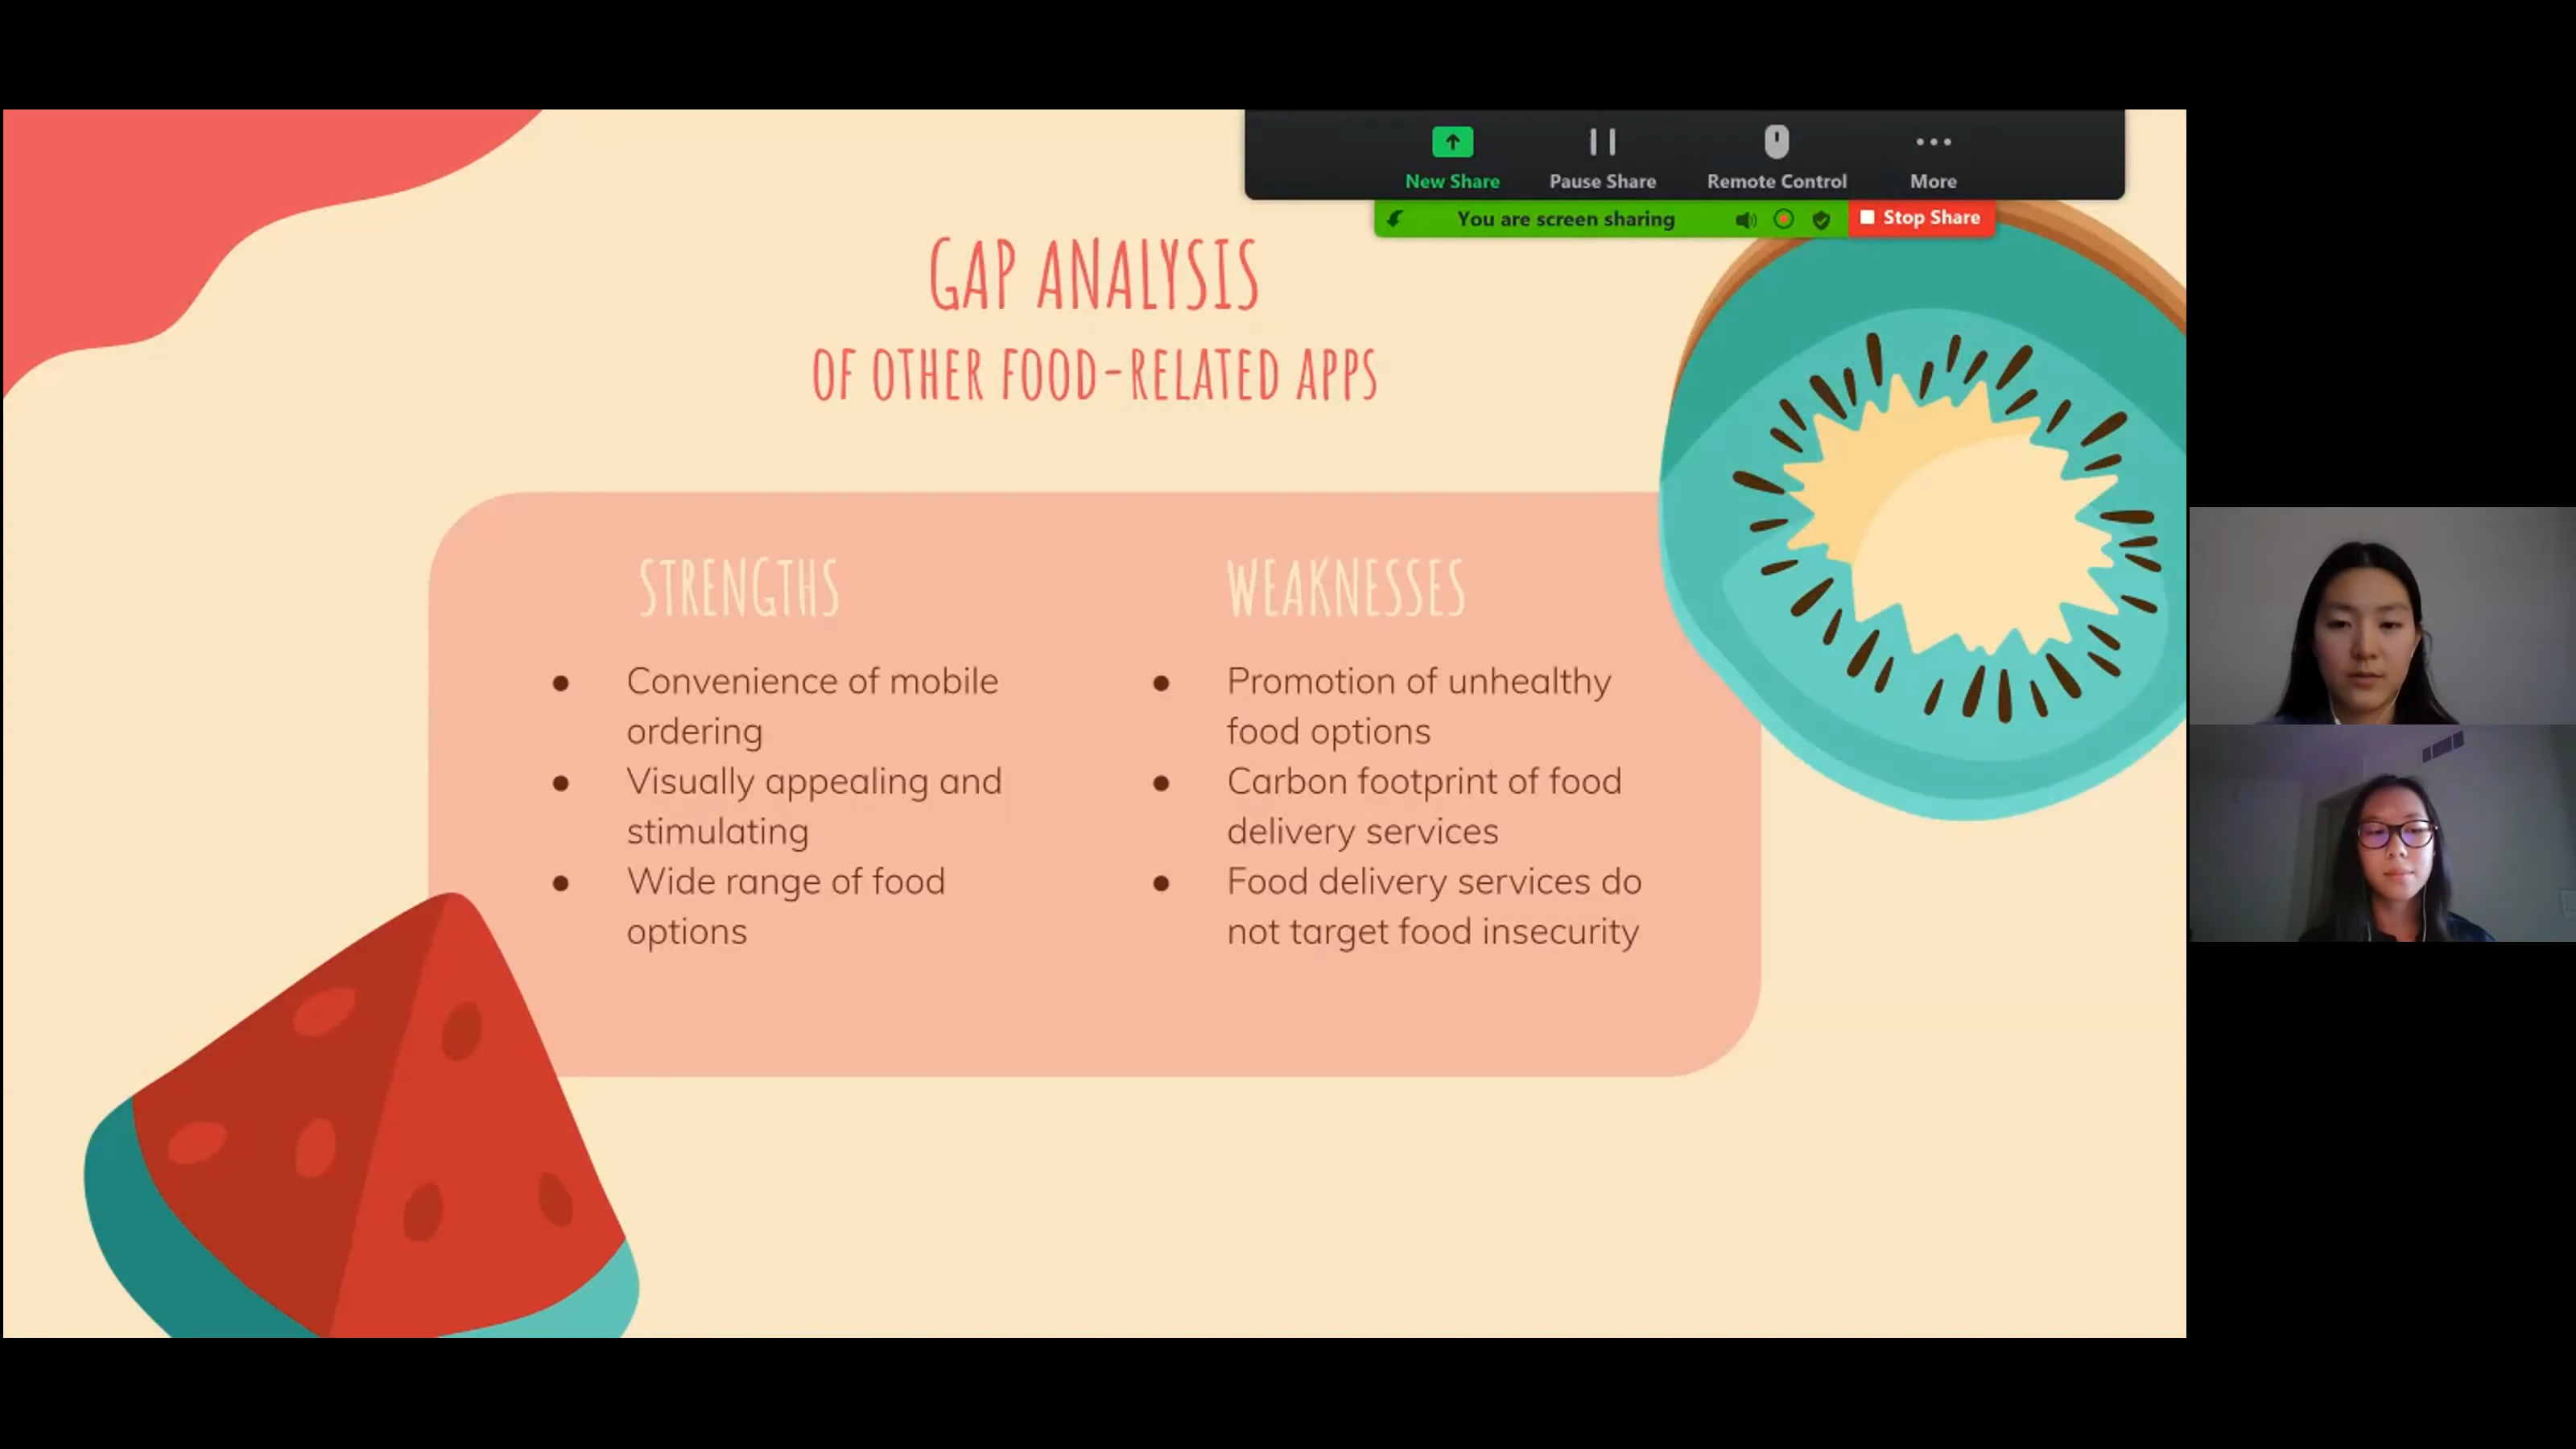 New Share
Pause Share
Remote Control
More
You are screen sharing
Stop Share
GAP ANALYSIS
OF OTHER FOOD-RELATED APPS
STRENGTHS
● Convenience of mobile
ordering
● Visually appealing and
stimulating
● Wide range of food
options
WEAKNESSES
● Promotion of unhealthy
food options
● Carbon footprint of food
delivery services
● Food delivery services do
not target food insecurity